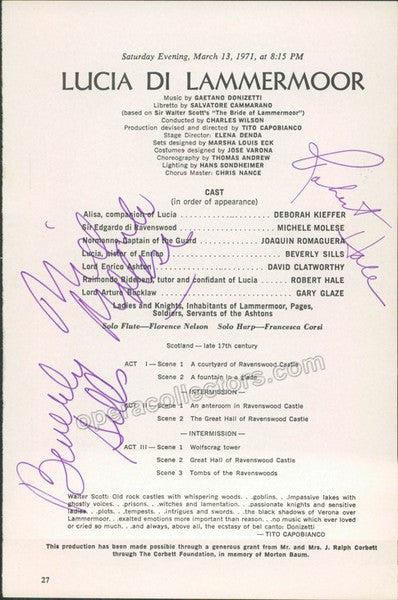 Saturday Evening, March 13, 1971, at 8:15 PM
LUCIA DI LAMMERMOOR
Music by GAETANO DONIZETTI
Libretto by SALVATORE CAMMARANO
(based on Sir Walter Scott's "The Bride of Lammermoor")
Conducted by CHARLES WILSON
Production devised and directed by TITO CAPOBIANCO
Stage Director: ELENA DENDA
Sets designed by MARSHA LOUIS ECK
Costumes designed by JOSE VARONA
Choreography by THOMAS ANDREW
Lighting by HANS SONDHEIMER
Chorus Master: CHRIS NANCE
Robert Hale
CAST
(in order of appearance)
Alisa, companion of Lucia DEBORAH KIEFFER
Sir Edgardo di Ravenswood MICHELE MOLESE
Normanno, Captain of the Guard JOAQUIN ROMAGUERA
Lucia, sister of Enrico BEVERLY SILLS
Lord Enrico Ashton DAVID CLATWORTHY
Raimondo Bidebent, tutor and confidant of Lucia ROBERT HALE
Lord Arturo Bucklaw GARY GLAZE
Ladies and Knights, Inhabitants of Lammermoor, Pages,
Soldiers, Servants of the Ashtons
Michele Molese
Solo Flute—Florence Nelson Solo Harp—Francesca Corsi
Scotland — late 17th century
Beverly Sills
ACT I — Scene 1 A courtyard of Ravenswood Castle
Scene 2 A fountain in a glade
— INTERMISSION —
ACT II — Scene 1 An anteroom in Ravenswood Castle
Scene 2 The Great Hall of Ravenswood Castle
— INTERMISSION —
ACT III — Scene 1 Wolfscrag tower
Scene 2 Great Hall of Ravenswood Castle
Scene 3 Tombs of the Ravenswoods
operacollectors.com
Walter Scott: Old rock castles with whispering woods. . . .goblins. . . .impassive lakes with
ghostly voices. . . .prisons. . . .witches and lamentation. . . .passionate knights and sensitive
ladies. . . .plots. . . .tempests. . . .intrigues and swords. . . .the black shadows of Verona over
Lammermoor. . . .exalted emotions more important than reason. . .no music which ever loved
or cried so much. . .and always, above all, the ecstasy of bel canto: Donizetti
— TITO CAPOBIANCO
This production has been made possible through a generous grant from Mr. and Mrs. J. Ralph Corbett
through The Corbett Foundation, in memory of Morton Baum.
27